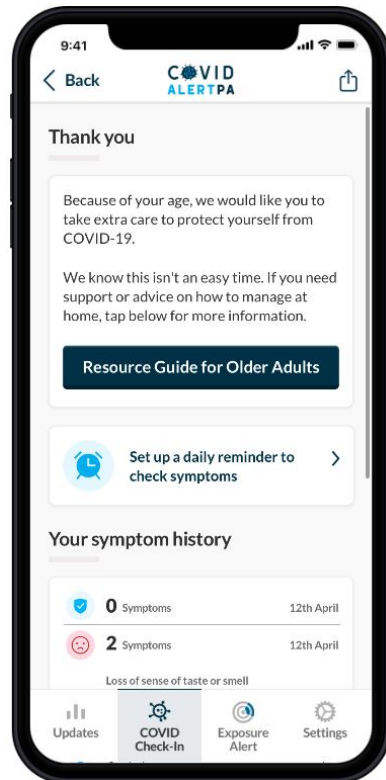 9:41
Back
COVID
ALERTPA
Thank you
Because of your age, we would like you to
take extra care to protect yourself from
COVID-19.
We know this isn't an easy time. If you need
support or advice on how to manage at
home, tap below for more information.
Resource Guide for Older Adults
Set up a daily reminder to
check symptoms
Your symptom history
0 Symptoms 12th April
2 Symptoms 12th April
Loss of sense of taste or smell
Updates
COVID
Check-In
Exposure
Alert
Settings